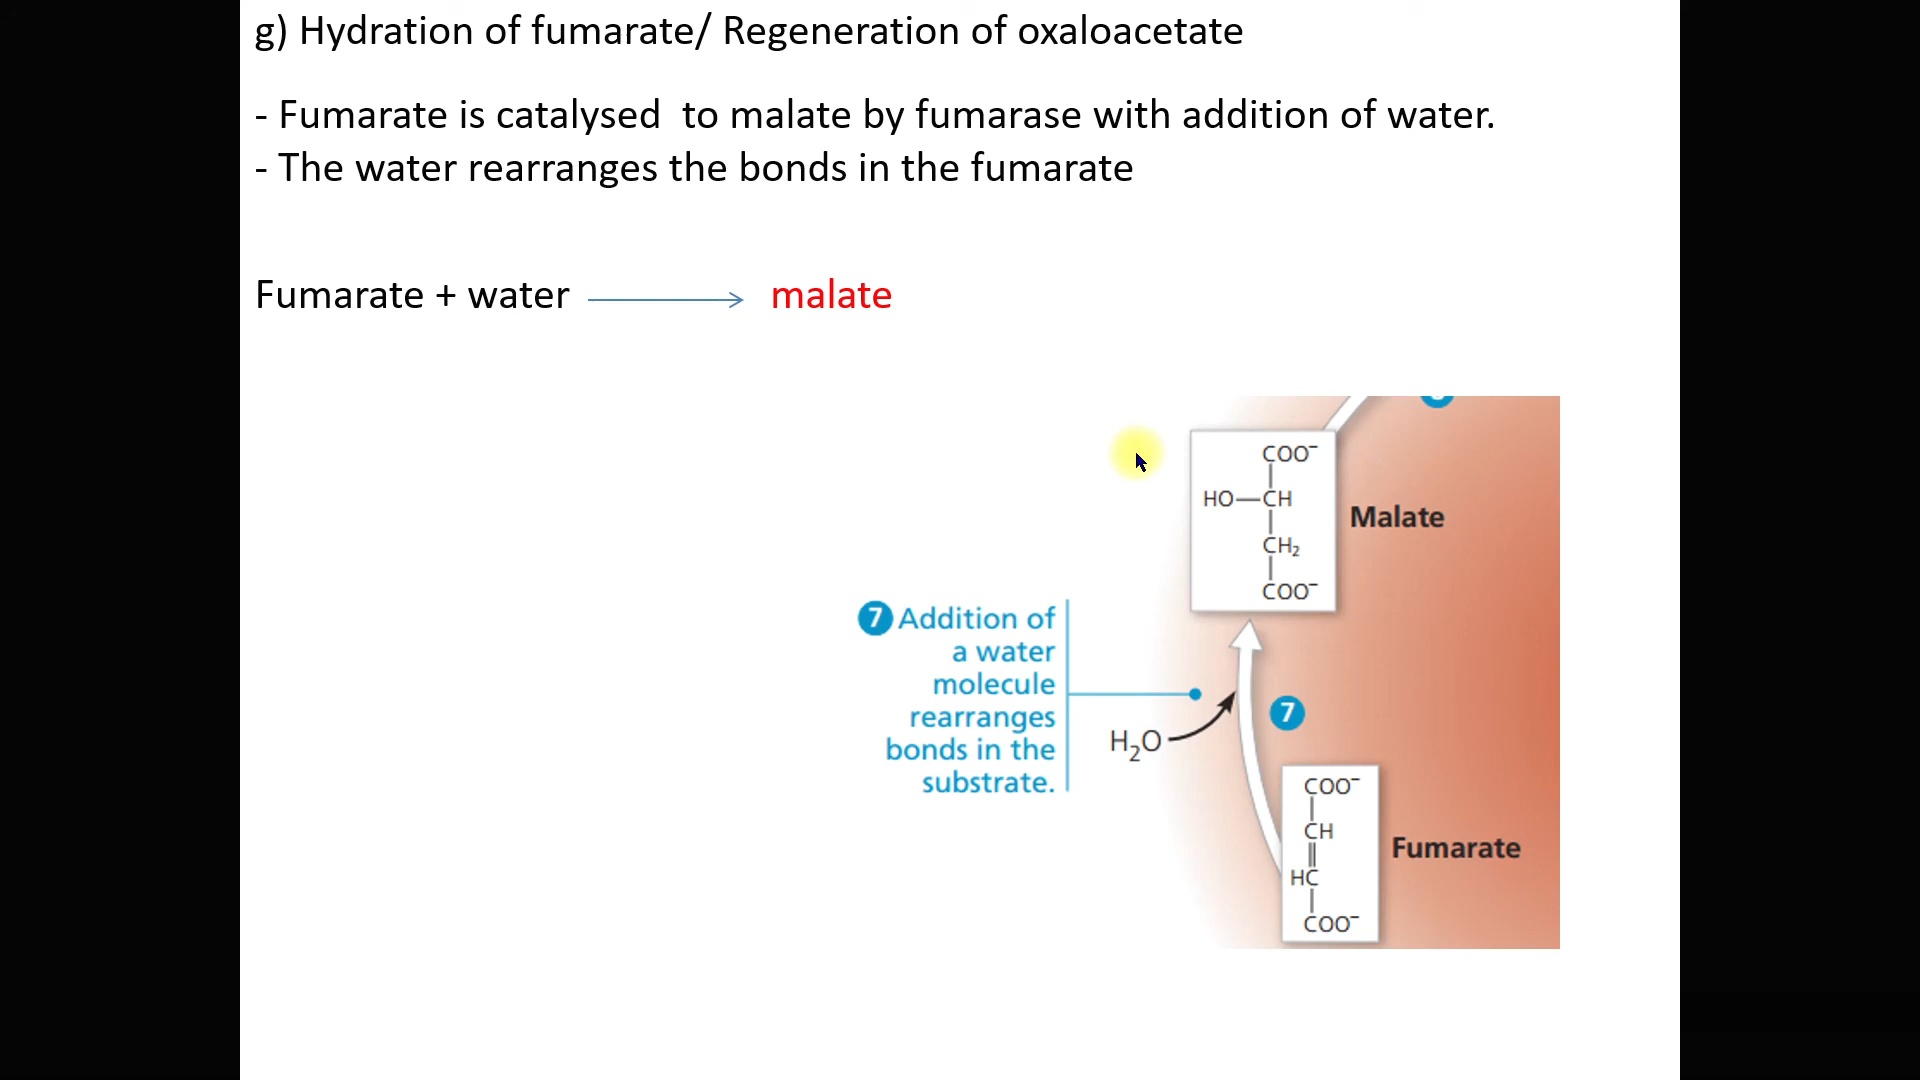 g) Hydration of fumarate/ Regeneration of oxaloacetate
- Fumarate is catalysed  to malate by fumarase with addition of water.
- The water rearranges the bonds in the fumarate
Fumarate + water → malate
COO⁻
HO—CH
CH₂
COO⁻
Malate
7 Addition of
a water
molecule
rearranges
bonds in the
substrate.
H₂O
7
COO⁻
CH
HC
COO⁻
Fumarate